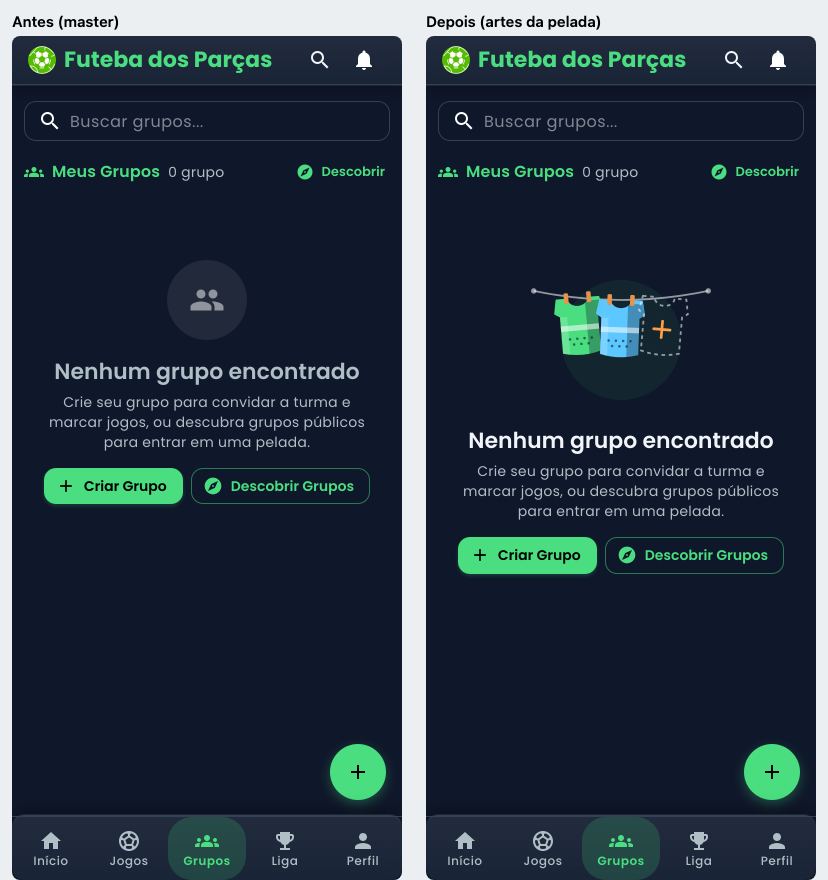 Antes (master)
Futeba dos Parças
Buscar grupos...
Meus Grupos 0 grupo Descobrir
Nenhum grupo encontrado
Crie seu grupo para convidar a turma e
marcar jogos, ou descubra grupos públicos
para entrar em uma pelada.
+ Criar Grupo Descobrir Grupos
+
Início Jogos Grupos Liga Perfil
Depois (artes da pelada)
Futeba dos Parças
Buscar grupos...
Meus Grupos 0 grupo Descobrir
+
Nenhum grupo encontrado
Crie seu grupo para convidar a turma e
marcar jogos, ou descubra grupos públicos
para entrar em uma pelada.
+ Criar Grupo Descobrir Grupos
+
Início Jogos Grupos Liga Perfil